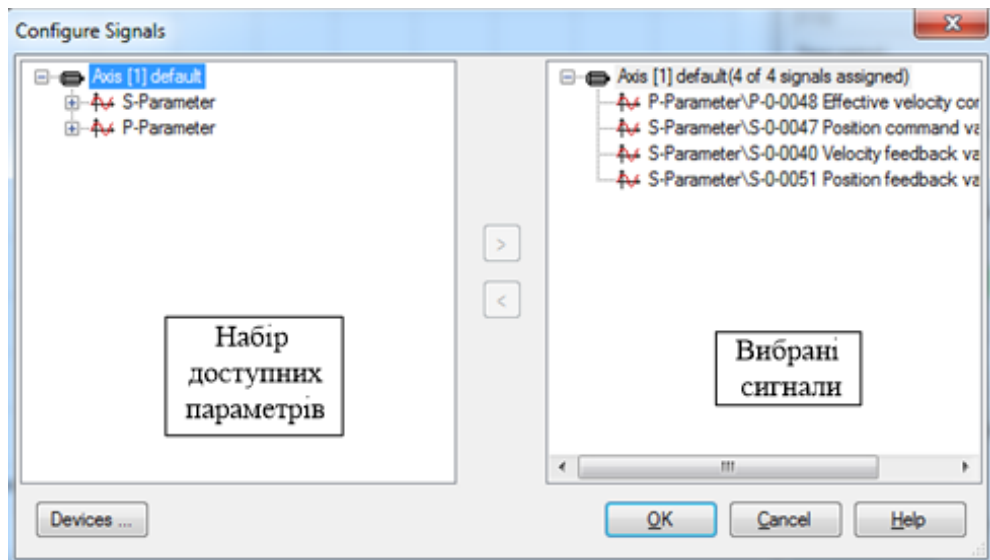 Configure Signals
Axis [1] default
S-Parameter
P-Parameter
Набір
доступних
параметрів
>
<
Axis [1] default(4 of 4 signals assigned)
P-Parameter\P-0-0048 Effective velocity cor
S-Parameter\S-0-0047 Position command va
S-Parameter\S-0-0040 Velocity feedback va
S-Parameter\S-0-0051 Position feedback va
Вибрані
сигнали
Devices ...
OK
Cancel
Help